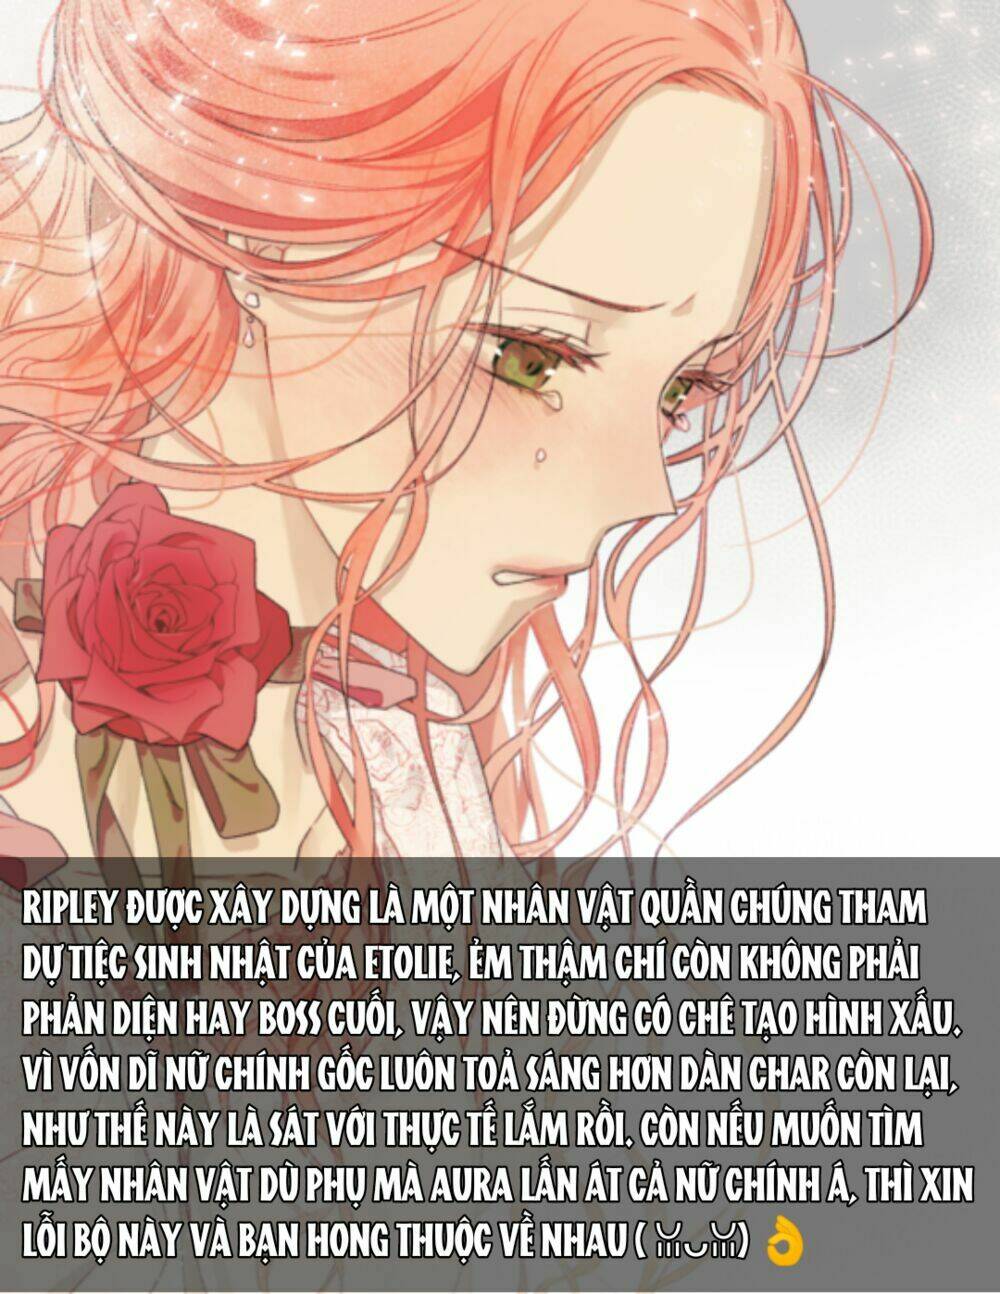 RIPLEY ĐƯỢC XÂY DỰNG LÀ MỘT NHÂN VẬT QUẦN CHÚNG THAM
DỰ TIỆC SINH NHẬT CỦA ETOLIE, ẺM THẬM CHÍ CÒN KHÔNG PHẢI
PHẢN DIỆN HAY BOSS CUỐI, VẬY NÊN ĐỪNG CÓ CHÊ TẠO HÌNH XẤU.
VÌ VỐN DĨ NỮ CHÍNH GỐC LUÔN TOẢ SÁNG HƠN DÀN CHAR CÒN LẠI,
NHƯ THẾ NÀY LÀ SÁT VỚI THỰC TẾ LẮM RỒI. CÒN NẾU MUỐN TÌM
MẤY NHÂN VẬT DÙ PHỤ MÀ AURA LẤN ÁT CẢ NỮ CHÍNH Á, THÌ XIN
LỖI BỘ NÀY VÀ BẠN HONG THUỘC VỀ NHAU ( ૩̆̇ᴗ૩̆̇) 👌